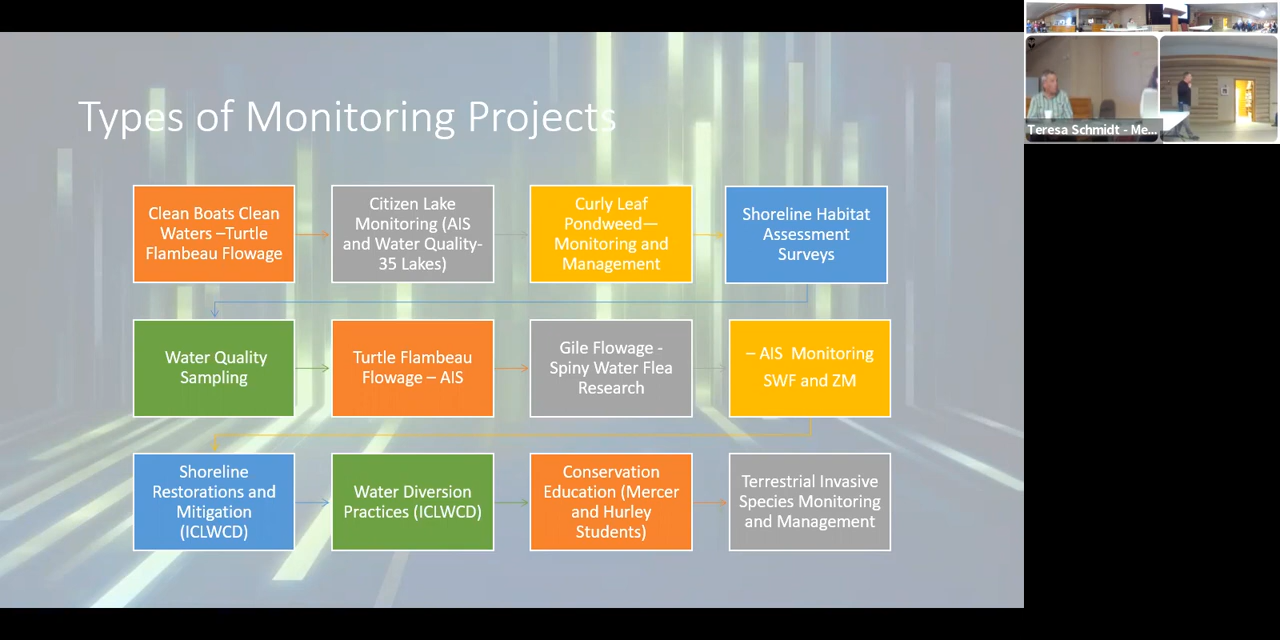 Types of Monitoring Projects
Clean Boats Clean
Waters –Turtle
Flambeau Flowage
Citizen Lake
Monitoring (AIS
and Water Quality-
35 Lakes)
Curly Leaf
Pondweed—
Monitoring and
Management
Shoreline Habitat
Assessment
Surveys
Water Quality
Sampling
Turtle Flambeau
Flowage – AIS
Gile Flowage -
Spiny Water Flea
Research
– AIS Monitoring
SWF and ZM
Shoreline
Restorations and
Mitigation
(ICLWCD)
Water Diversion
Practices (ICLWCD)
Conservation
Education (Mercer
and Hurley
Students)
Terrestrial Invasive
Species Monitoring
and Management
Teresa Schmidt - Me...